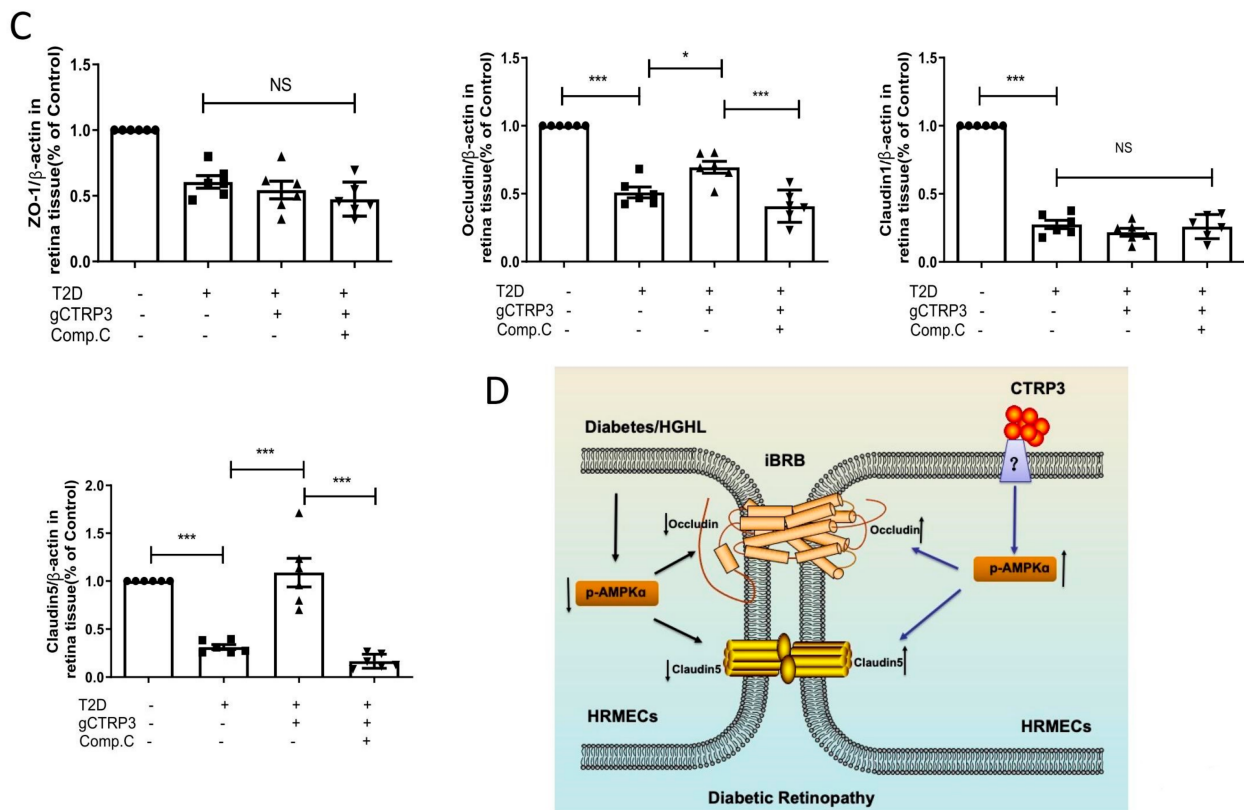 C
ZO-1/β-actin in
retina tissue(% of Control)
1.5
1.0
0.5
0.0
NS
T2D - + + +
gCTRP3 - - + +
Comp.C - - - +
Occludin/β-actin in
retina tissue(% of Control)
1.5
1.0
0.5
0.0
***
*
***
T2D - + + +
gCTRP3 - - + +
Comp.C - - - +
Claudin1/β-actin in
retina tissue(% of Control)
1.5
1.0
0.5
0.0
***
NS
T2D - + + +
gCTRP3 - - + +
Comp.C - - - +
Claudin5/β-actin in
retina tissue(% of Control)
2.0
1.5
1.0
0.5
0.0
***
***
***
T2D - + + +
gCTRP3 - - + +
Comp.C - - - +
D
CTRP3
Diabetes/HGHL
iBRB
?
Occludin
Occludin
p-AMPKα
p-AMPKα
Claudin5
Claudin5
HRMECs
HRMECs
Diabetic Retinopathy